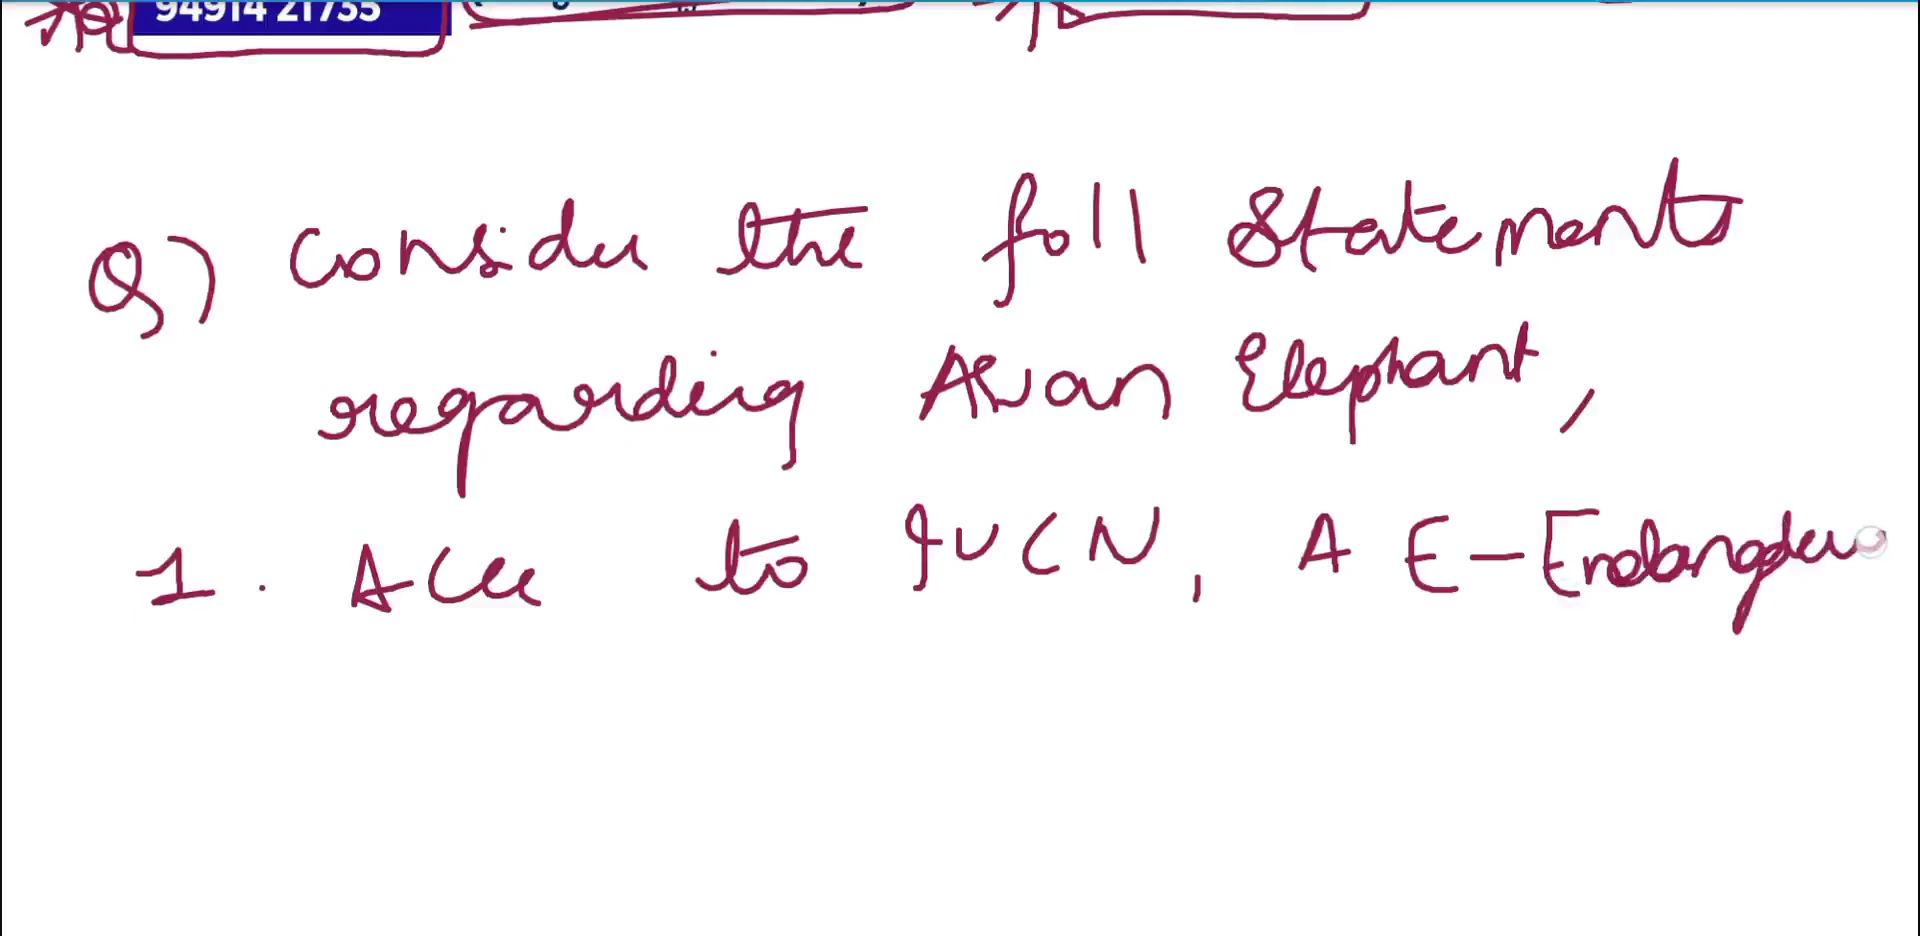 94914 21735
Q) Consider the foll Statements
regarding Asian Elephant,
1. Acc to IUCN, A E - Endangered